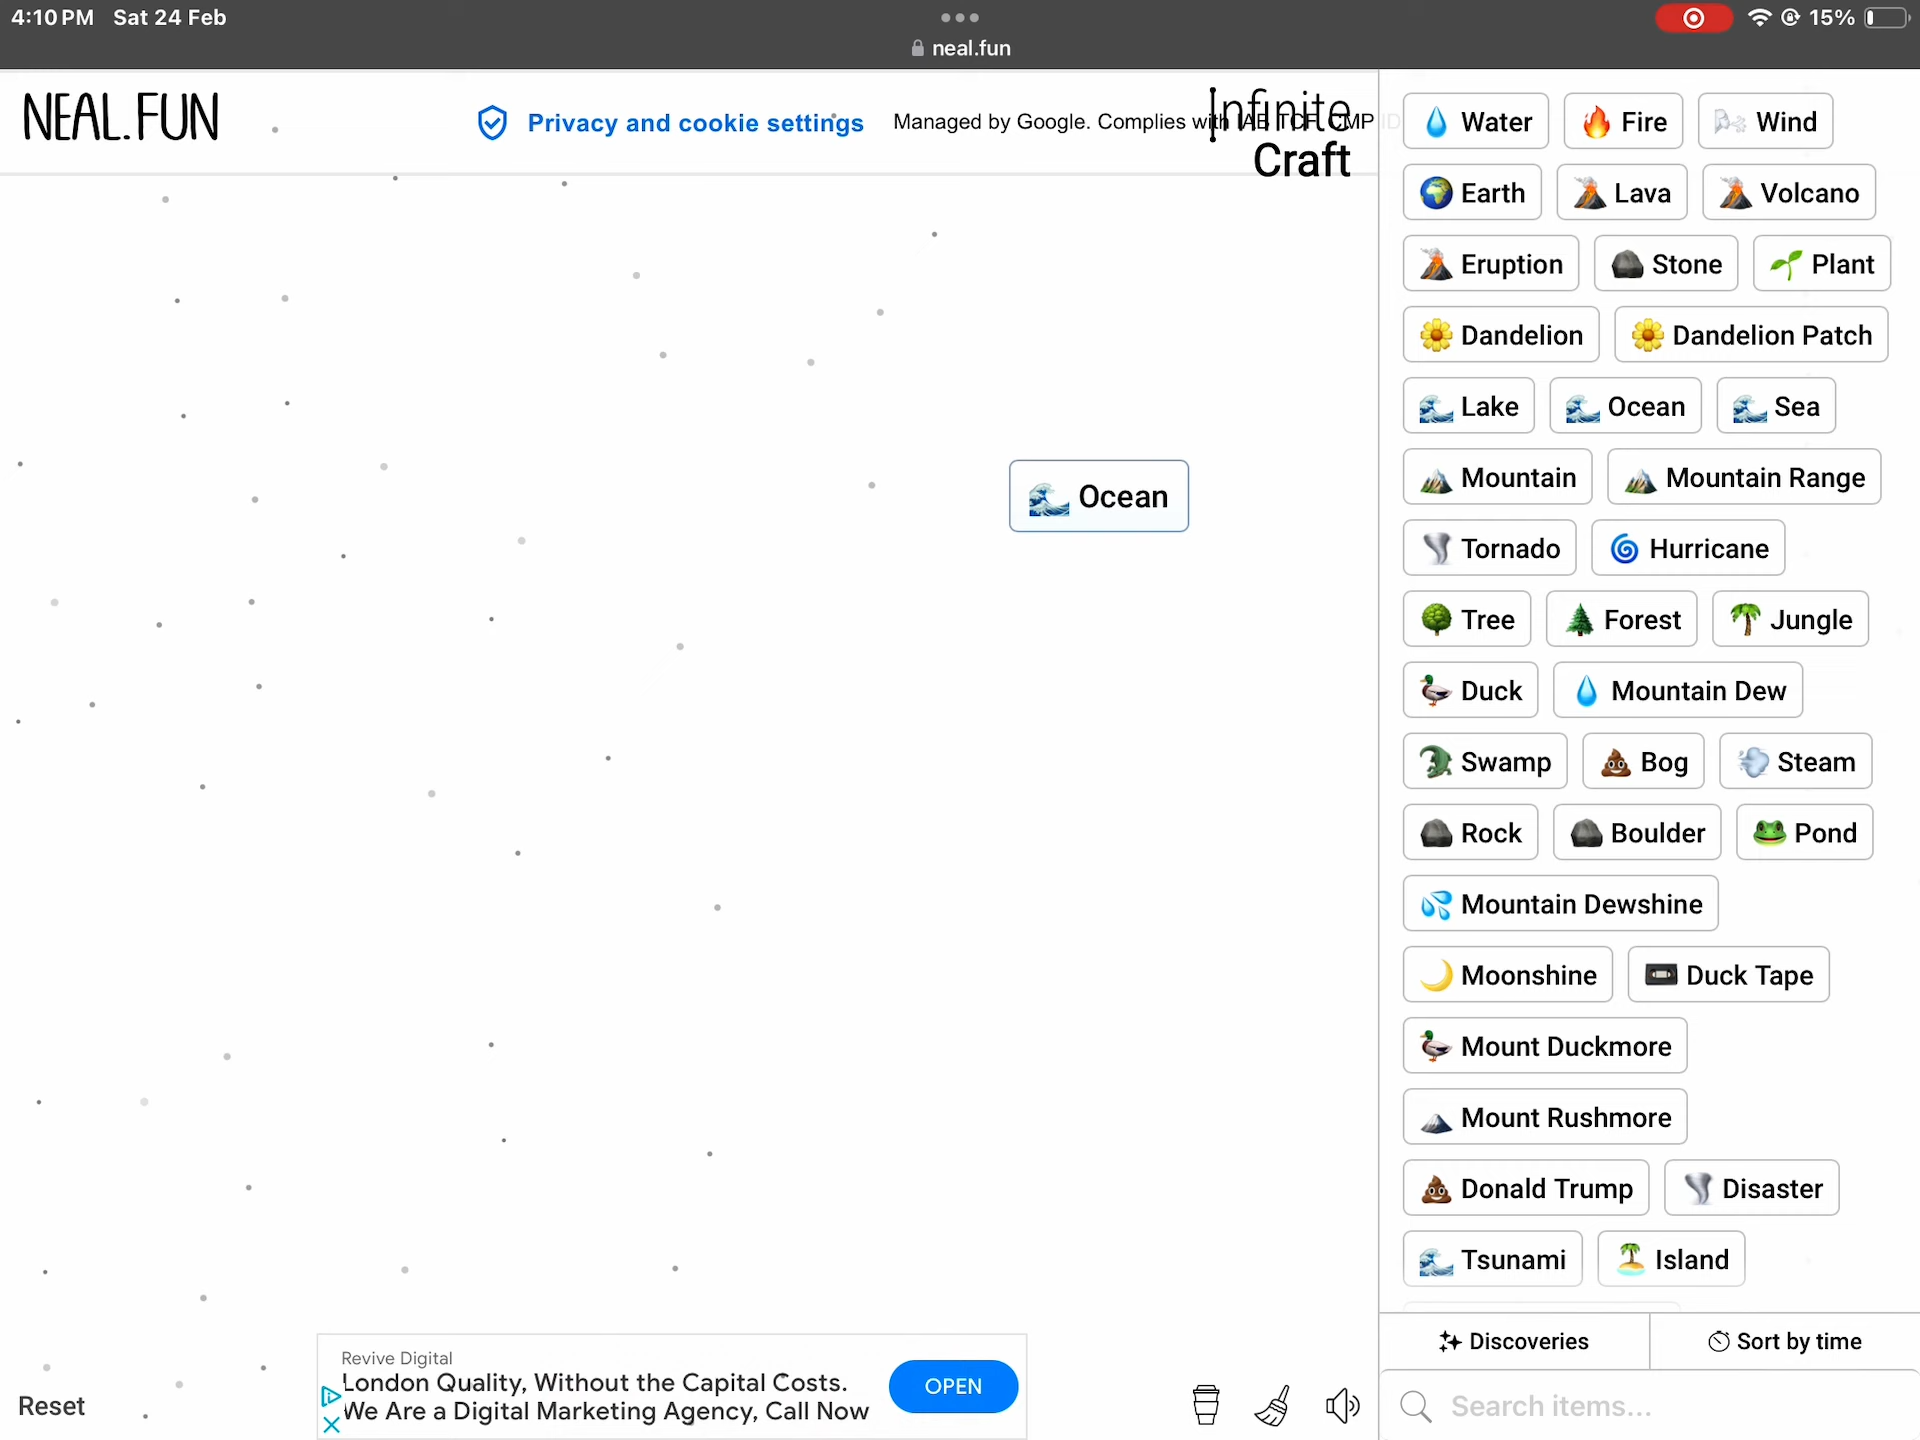 4:10 PM Sat 24 Feb
15%
neal.fun
NEAL.FUN
Privacy and cookie settings
Managed by Google. Complies with IAB TCF. CMP ID
Infinite
Craft
Water Fire Wind
Earth Lava Volcano
Eruption Stone Plant
Dandelion Dandelion Patch
Lake Ocean Sea
Mountain Mountain Range
Ocean
Tornado Hurricane
Tree Forest Jungle
Duck Mountain Dew
Swamp Bog Steam
Rock Boulder Pond
Mountain Dewshine
Moonshine Duck Tape
Mount Duckmore
Mount Rushmore
Donald Trump Disaster
Tsunami Island
Discoveries Sort by time
Search items...
Reset
Revive Digital
London Quality, Without the Capital Costs.
We Are a Digital Marketing Agency, Call Now
OPEN